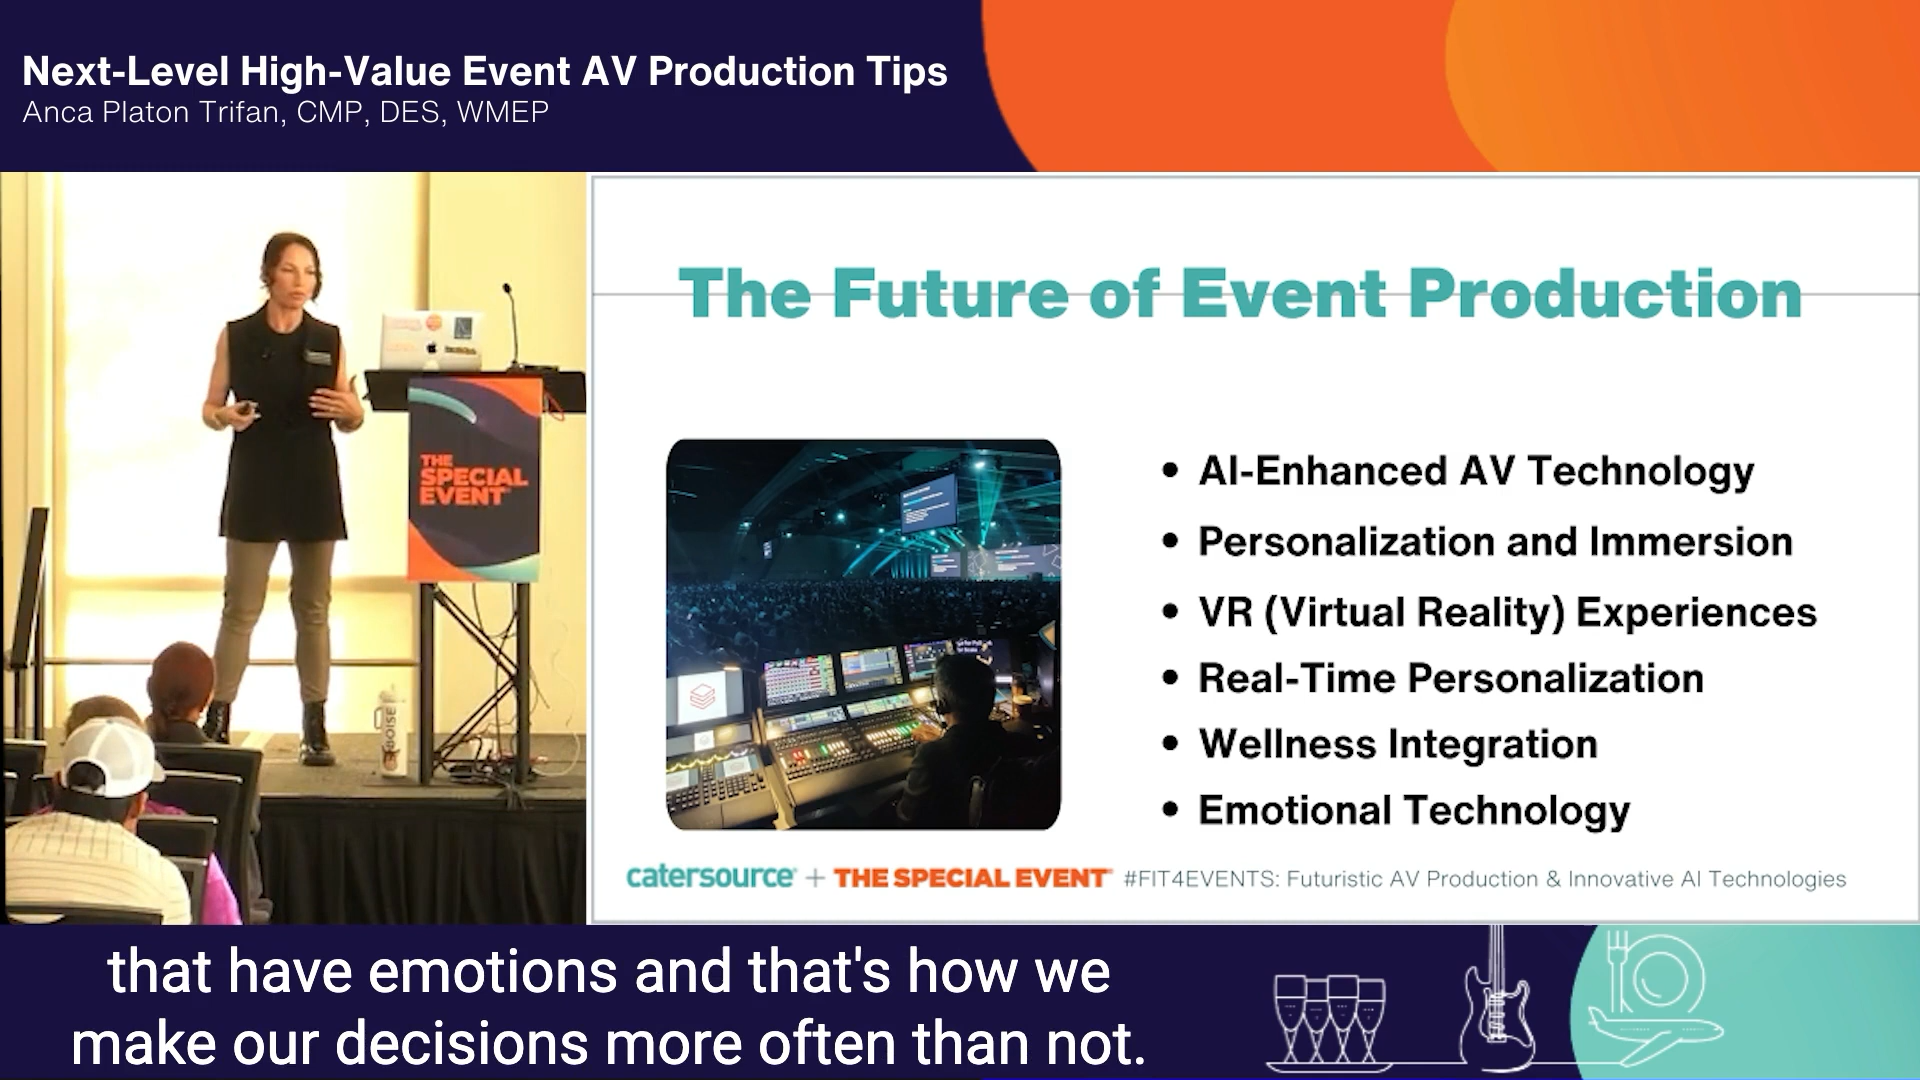 Next-Level High-Value Event AV Production Tips
Anca Platon Trifan, CMP, DES, WMEP
THE
SPECIAL
EVENT
BOISE
The Future of Event Production
• AI-Enhanced AV Technology
• Personalization and Immersion
• VR (Virtual Reality) Experiences
• Real-Time Personalization
• Wellness Integration
• Emotional Technology
catersource + THE SPECIAL EVENT #FIT4EVENTS: Futuristic AV Production & Innovative AI Technologies
that have emotions and that's how we
make our decisions more often than not.